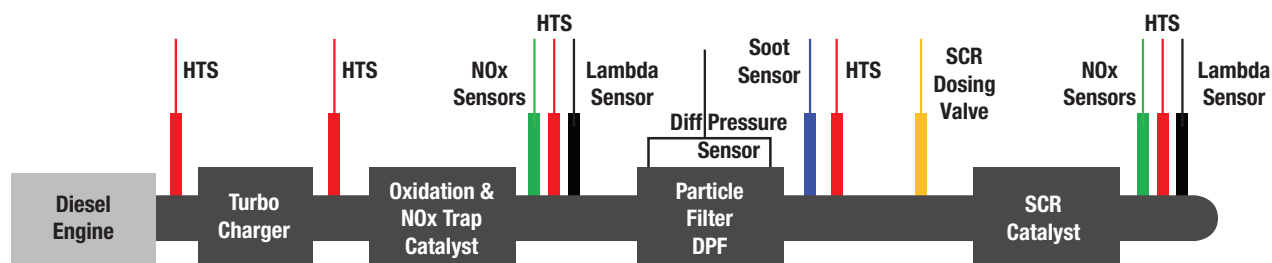 HTS
HTS
HTS
NOx
Sensors
Lambda
Sensor
Diff Pressure
Sensor
Soot
Sensor
HTS
SCR
Dosing
Valve
HTS
NOx
Sensors
Lambda
Sensor
Diesel
Engine
Turbo
Charger
Oxidation &
NOx Trap
Catalyst
Particle
Filter
DPF
SCR
Catalyst